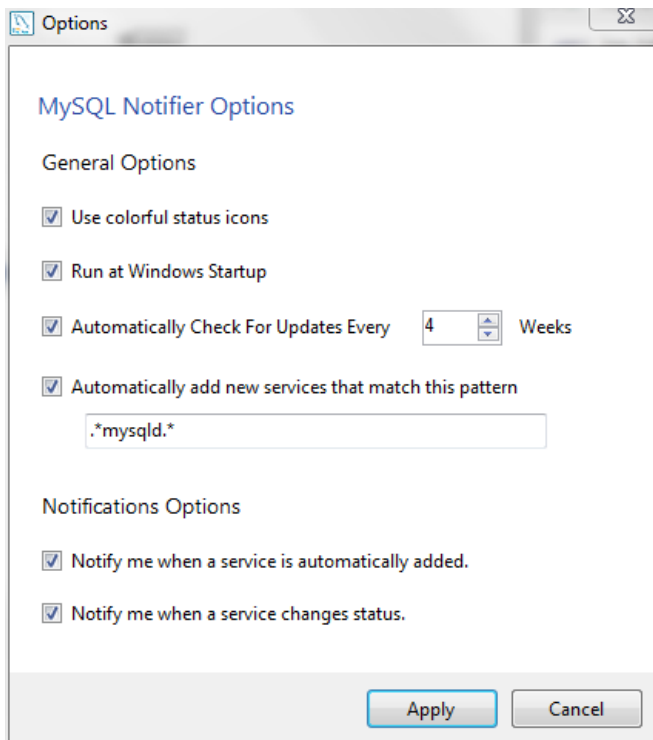 Options
MySQL Notifier Options
General Options
Use colorful status icons
Run at Windows Startup
Automatically Check For Updates Every 4 Weeks
Automatically add new services that match this pattern
.*mysqld.*
Notifications Options
Notify me when a service is automatically added.
Notify me when a service changes status.
Apply Cancel